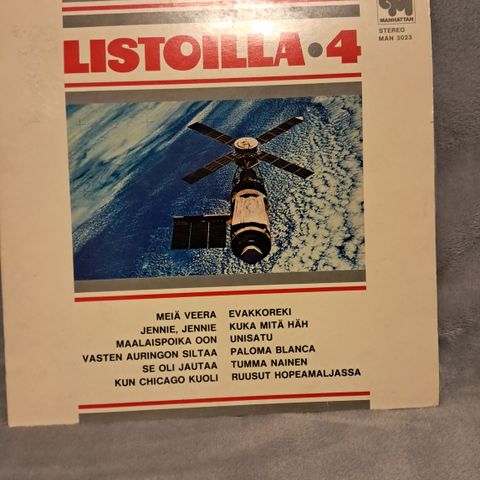 MANHATTAN
STEREO
MAN 3023
LISTOILLA•4
MEIÄ VEERA
JENNIE, JENNIE
MAALAISPOIKA OON
VASTEN AURINGON SILTAA
SE OLI JAUTAA
KUN CHICAGO KUOLI
EVAKKOREKI
KUKA MITÄ HÄH
UNISATU
PALOMA BLANCA
TUMMA NAINEN
RUUSUT HOPEAMALJASSA